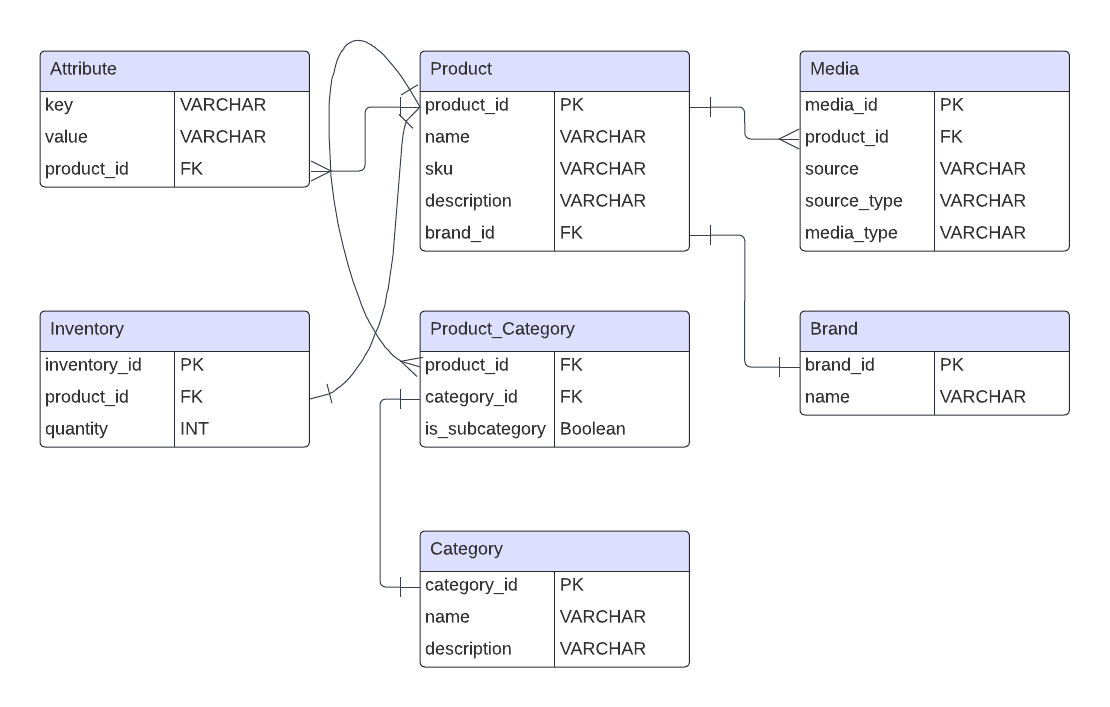 Attribute
key VARCHAR
value VARCHAR
product_id FK
Product
product_id PK
name VARCHAR
sku VARCHAR
description VARCHAR
brand_id FK
Media
media_id PK
product_id FK
source VARCHAR
source_type VARCHAR
media_type VARCHAR
Inventory
inventory_id PK
product_id FK
quantity INT
Product_Category
product_id FK
category_id FK
is_subcategory Boolean
Brand
brand_id PK
name VARCHAR
Category
category_id PK
name VARCHAR
description VARCHAR